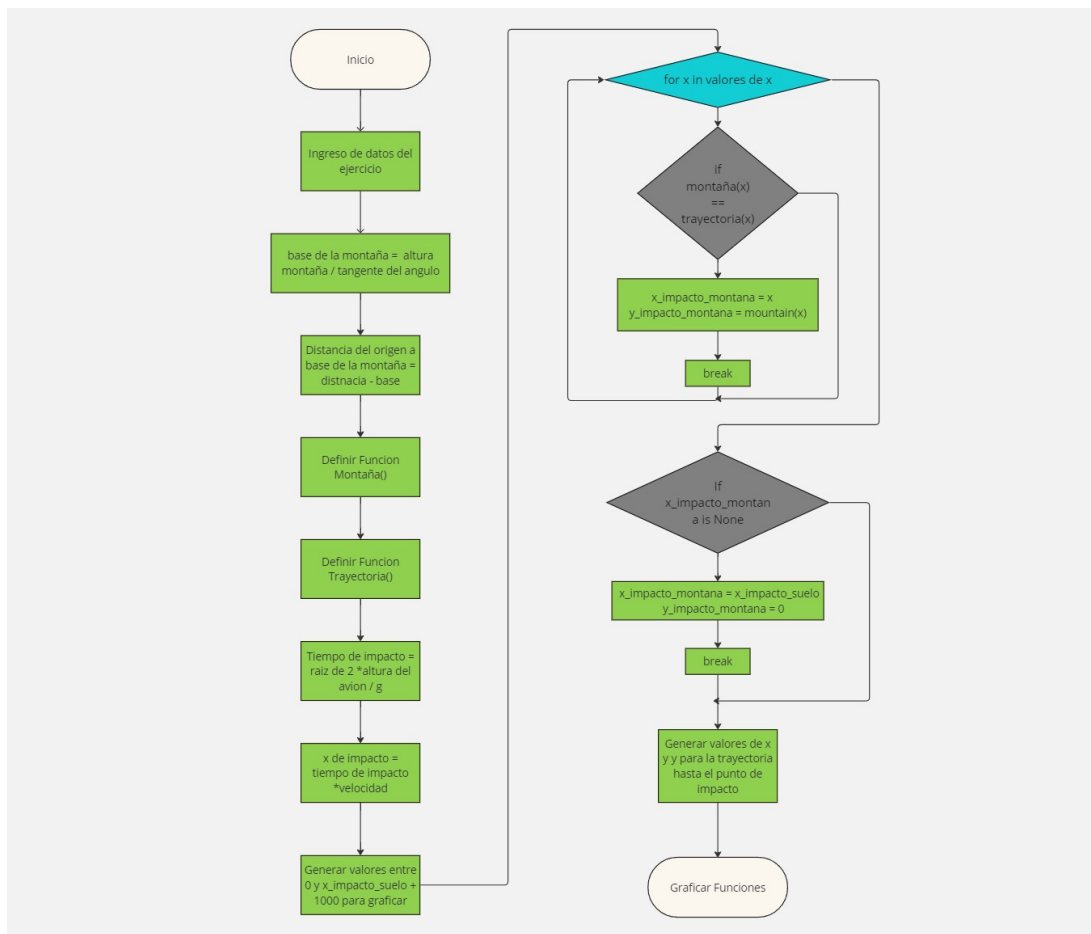 Inicio
Ingreso de datos del
ejercicio
base de la montaña = altura
montaña / tangente del angulo
Distancia del origen a
base de la montaña =
distnacia - base
Definir Funcion
Montaña()
Definir Funcion
Trayectoria()
Tiempo de impacto =
raiz de 2 *altura del
avion / g
x de impacto =
tiempo de impacto
*velocidad
Generar valores entre
0 y x_impacto_suelo +
1000 para graficar
for x in valores de x
if
montaña(x)
==
trayectoria(x)
x_impacto_montana = x
y_impacto_montana = mountain(x)
break
If
x_impacto_montan
a is None
x_impacto_montana = x_impacto_suelo
y_impacto_montana = 0
break
Generar valores de x
y y para la trayectoria
hasta el punto de
impacto
Graficar Funciones